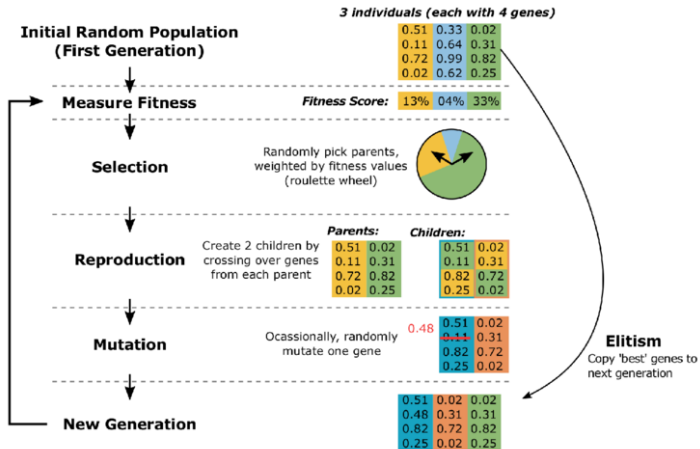 3 individuals (each with 4 genes)
Initial Random Population
(First Generation)
0.51 0.33 0.02
0.11 0.64 0.31
0.72 0.99 0.82
0.02 0.62 0.25
Measure Fitness
Fitness Score: 13% 04% 33%
Selection
Randomly pick parents,
weighted by fitness values
(roulette wheel)
Reproduction
Create 2 children by
crossing over genes
from each parent
Parents:
0.51 0.02
0.11 0.31
0.72 0.82
0.02 0.25
Children:
0.51 0.02
0.11 0.31
0.82 0.72
0.25 0.02
Mutation
Ocassionally, randomly
mutate one gene
0.48
0.51 0.02
0.11 0.31
0.82 0.72
0.25 0.02
Elitism
Copy 'best' genes to
next generation
New Generation
0.51 0.02 0.02
0.48 0.31 0.31
0.82 0.72 0.82
0.25 0.02 0.25